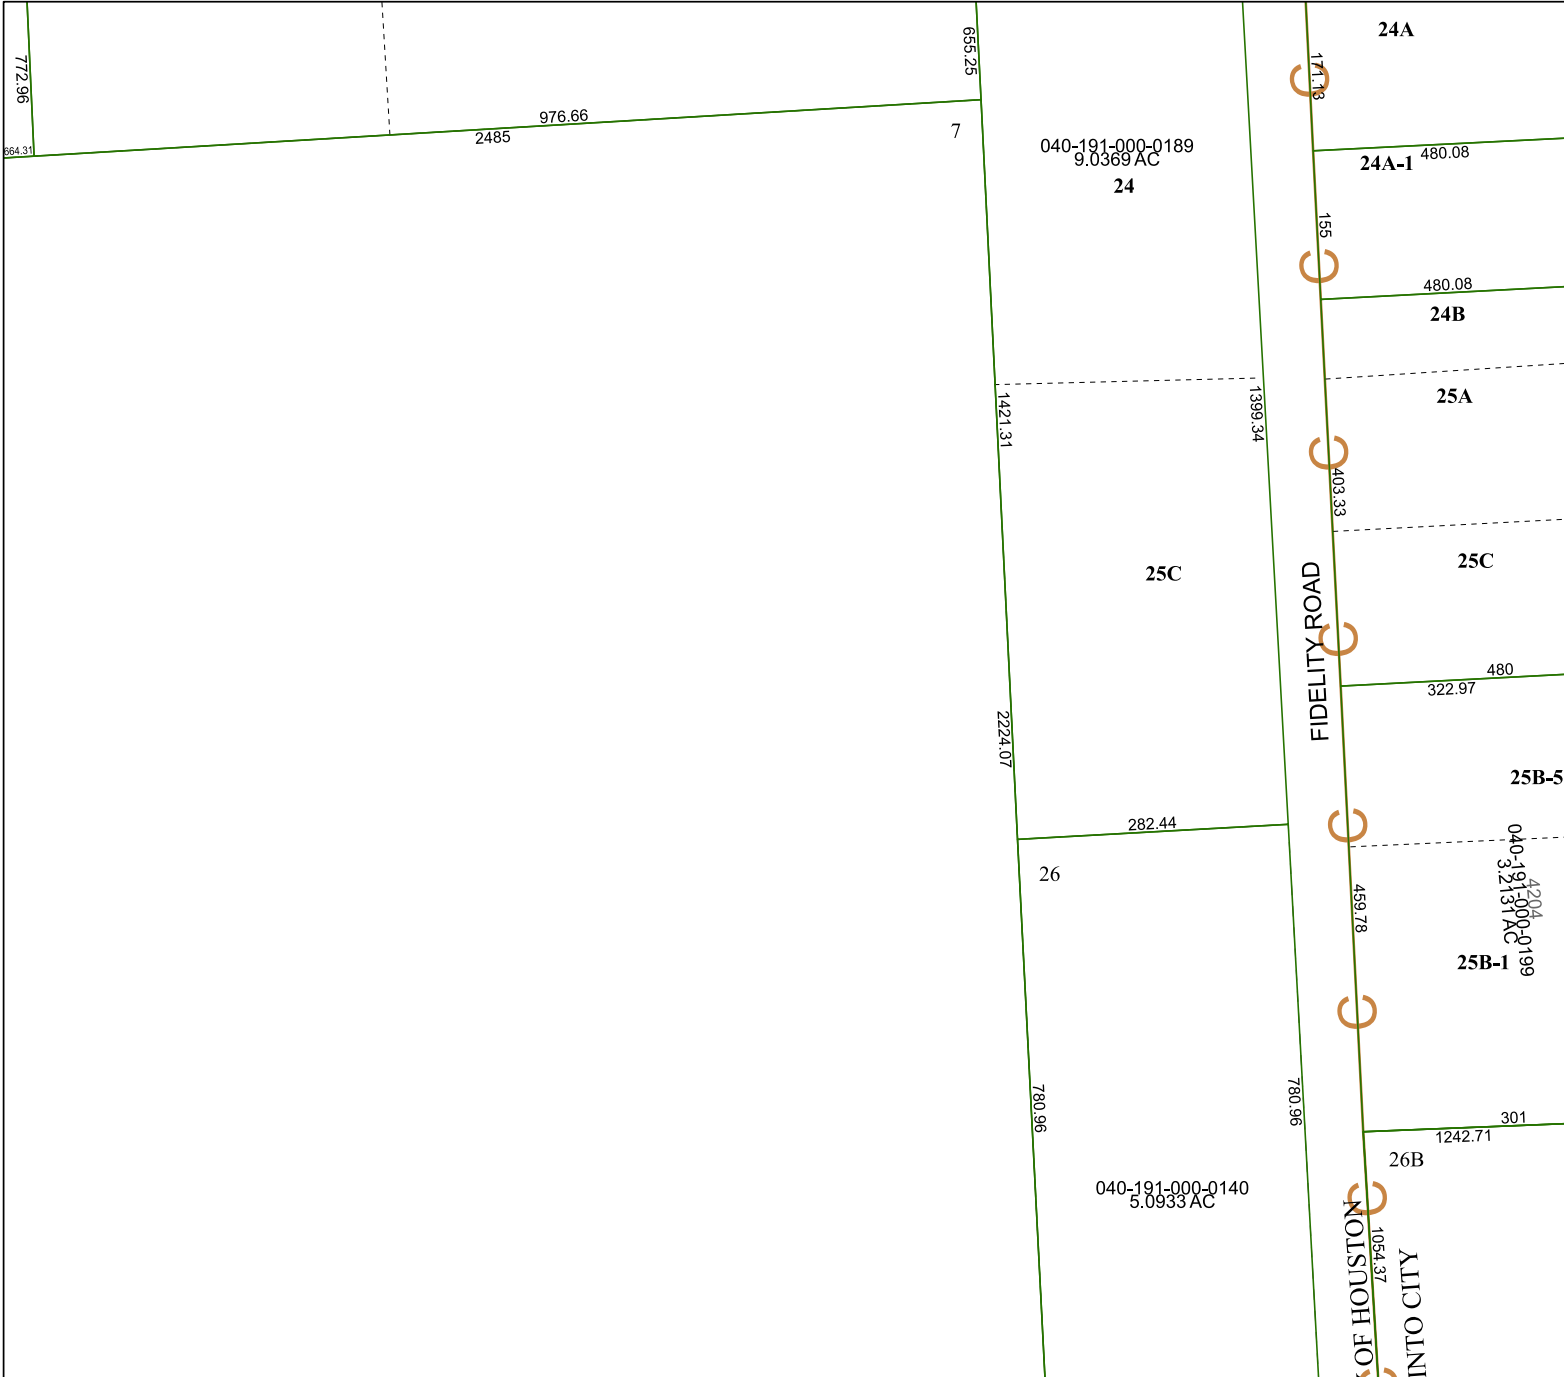 24A
772.96
655.25
171.13
976.66
2485
7
664.31
040-191-000-0189
9.0369 AC
24
480.08
24A-1
155
480.08
24B
25A
1421.31
1399.34
403.33
25C
25C
FIDELITY ROAD
480
322.97
2224.07
25B-5
282.44
26
4204
040-191-000-0199
3.2131 AC
459.78
25B-1
780.96
780.96
301
1242.71
26B
040-191-000-0140
5.0933 AC
1054.37
OF HOUSTON
INTO CITY